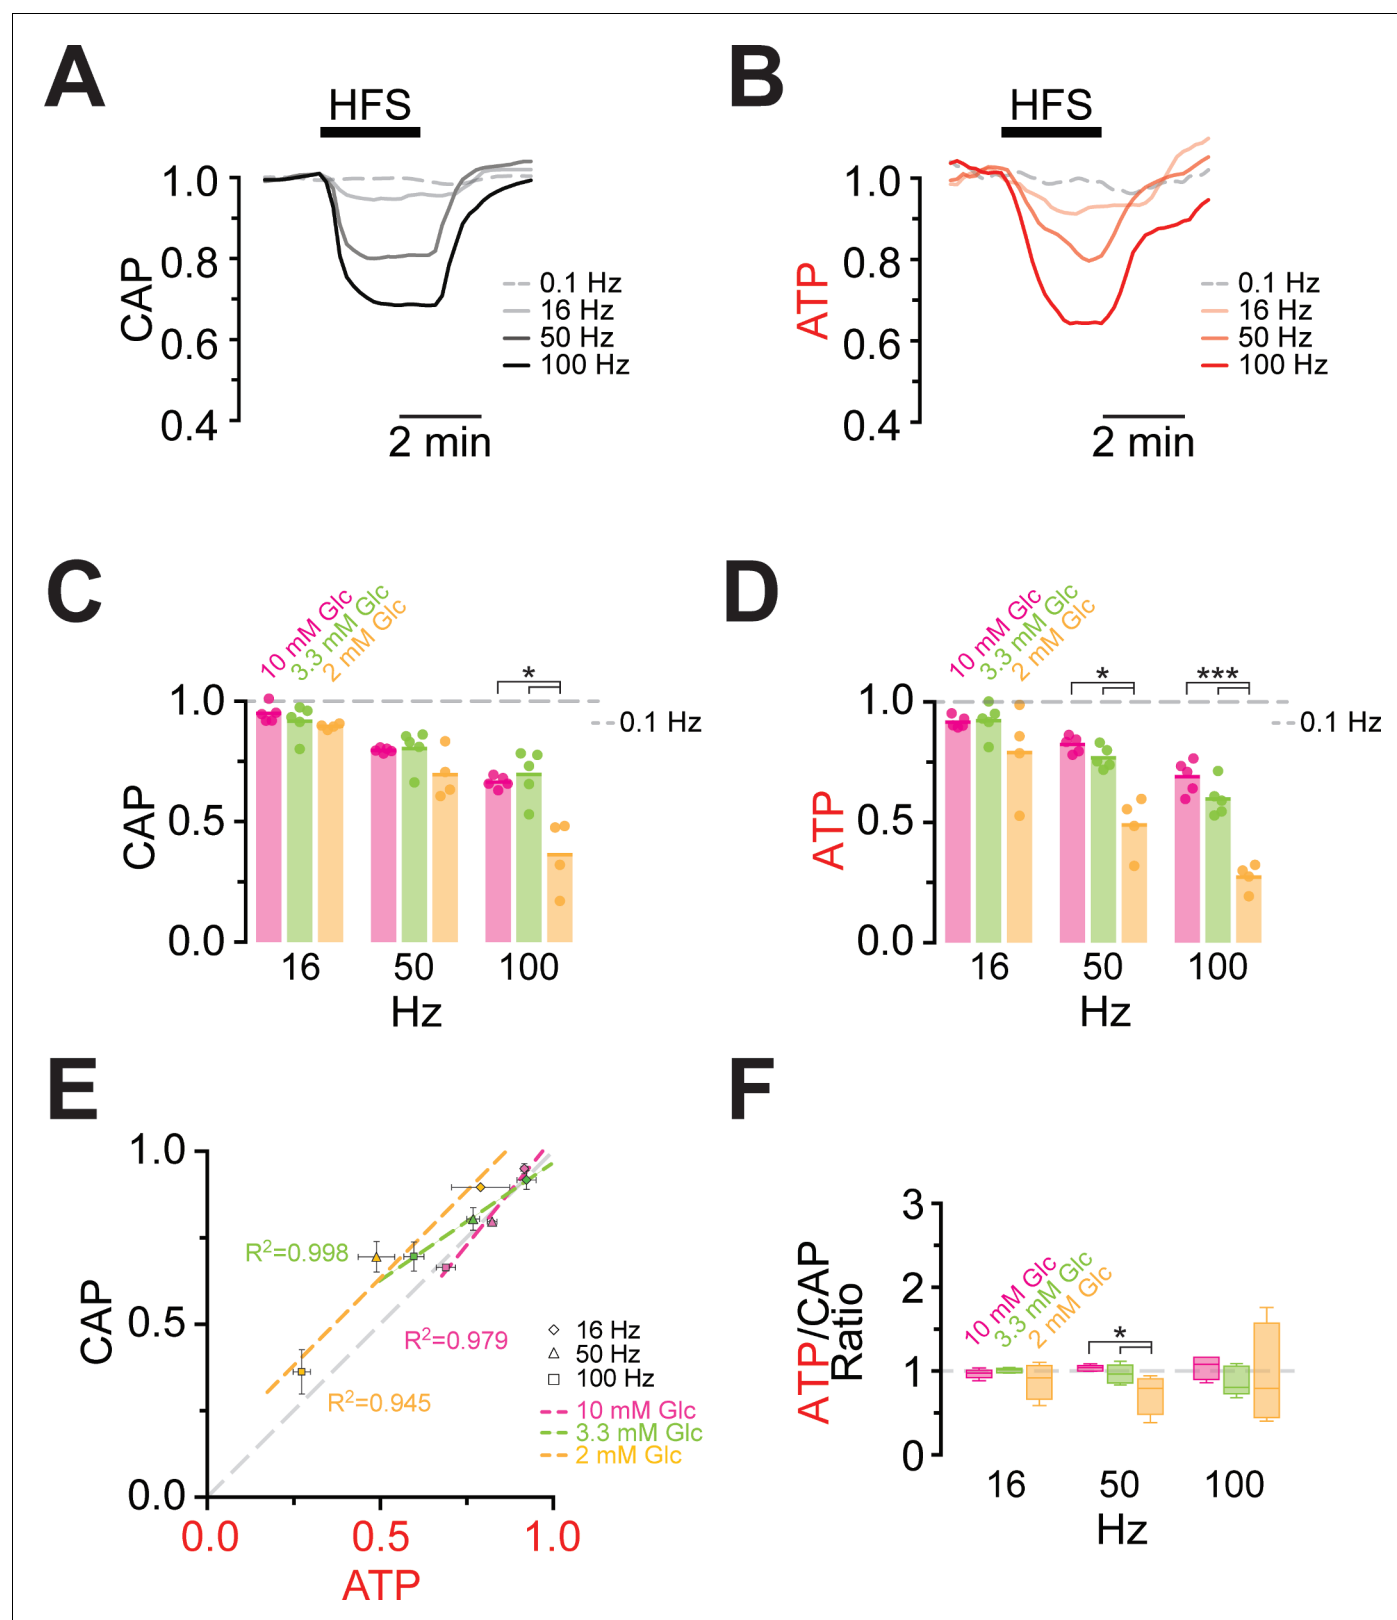 A
HFS
1.0
0.8
0.6
0.4
CAP
0.1 Hz
16 Hz
50 Hz
100 Hz
2 min
B
HFS
1.0
0.8
0.6
0.4
ATP
0.1 Hz
16 Hz
50 Hz
100 Hz
2 min
C
10 mM Glc
3.3 mM Glc
2 mM Glc
*
1.0
0.5
0.0
CAP
0.1 Hz
16 50 100
Hz
D
10 mM Glc
3.3 mM Glc
2 mM Glc
*
***
1.0
0.5
0.0
ATP
0.1 Hz
16 50 100
Hz
E
1.0
0.5
0.0
CAP
R²=0.998
R²=0.979
R²=0.945
16 Hz
50 Hz
100 Hz
10 mM Glc
3.3 mM Glc
2 mM Glc
0.0 0.5 1.0
ATP
F
3
2
1
0
ATP/CAP
Ratio
10 mM Glc
3.3 mM Glc
2 mM Glc
*
16 50 100
Hz